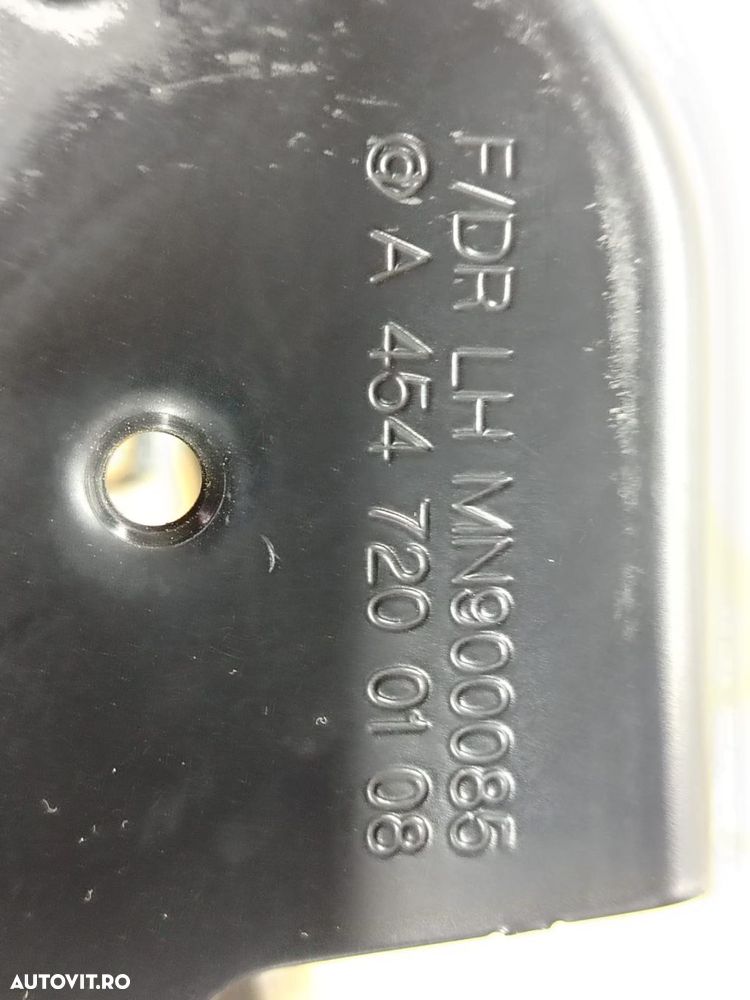 F/DR LH MN900085
© A 454 720 01 08
AUTOVIT.RO